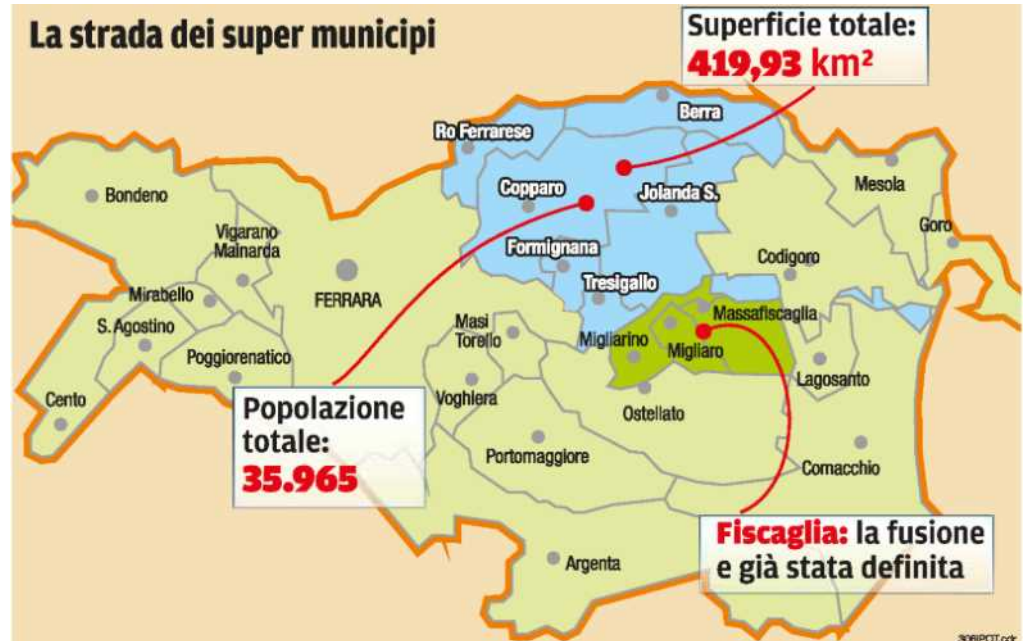 La strada dei super municipi
Superficie totale:
419,93 km²
Berra
Ro Ferrarese
Bondeno
Copparo
Jolanda S.
Mesola
Goro
Vigarano
Mainarda
Formignana
Codigoro
FERRARA
Tresigallo
Mirabello
S. Agostino
Masi
Torello
Massafiscaglia
Migliarino
Migliaro
Poggiorenatico
Lagosanto
Cento
Voghiera
Ostellato
Popolazione
totale:
35.965
Portomaggiore
Comacchio
Fiscaglia: la fusione
e già stata definita
Argenta